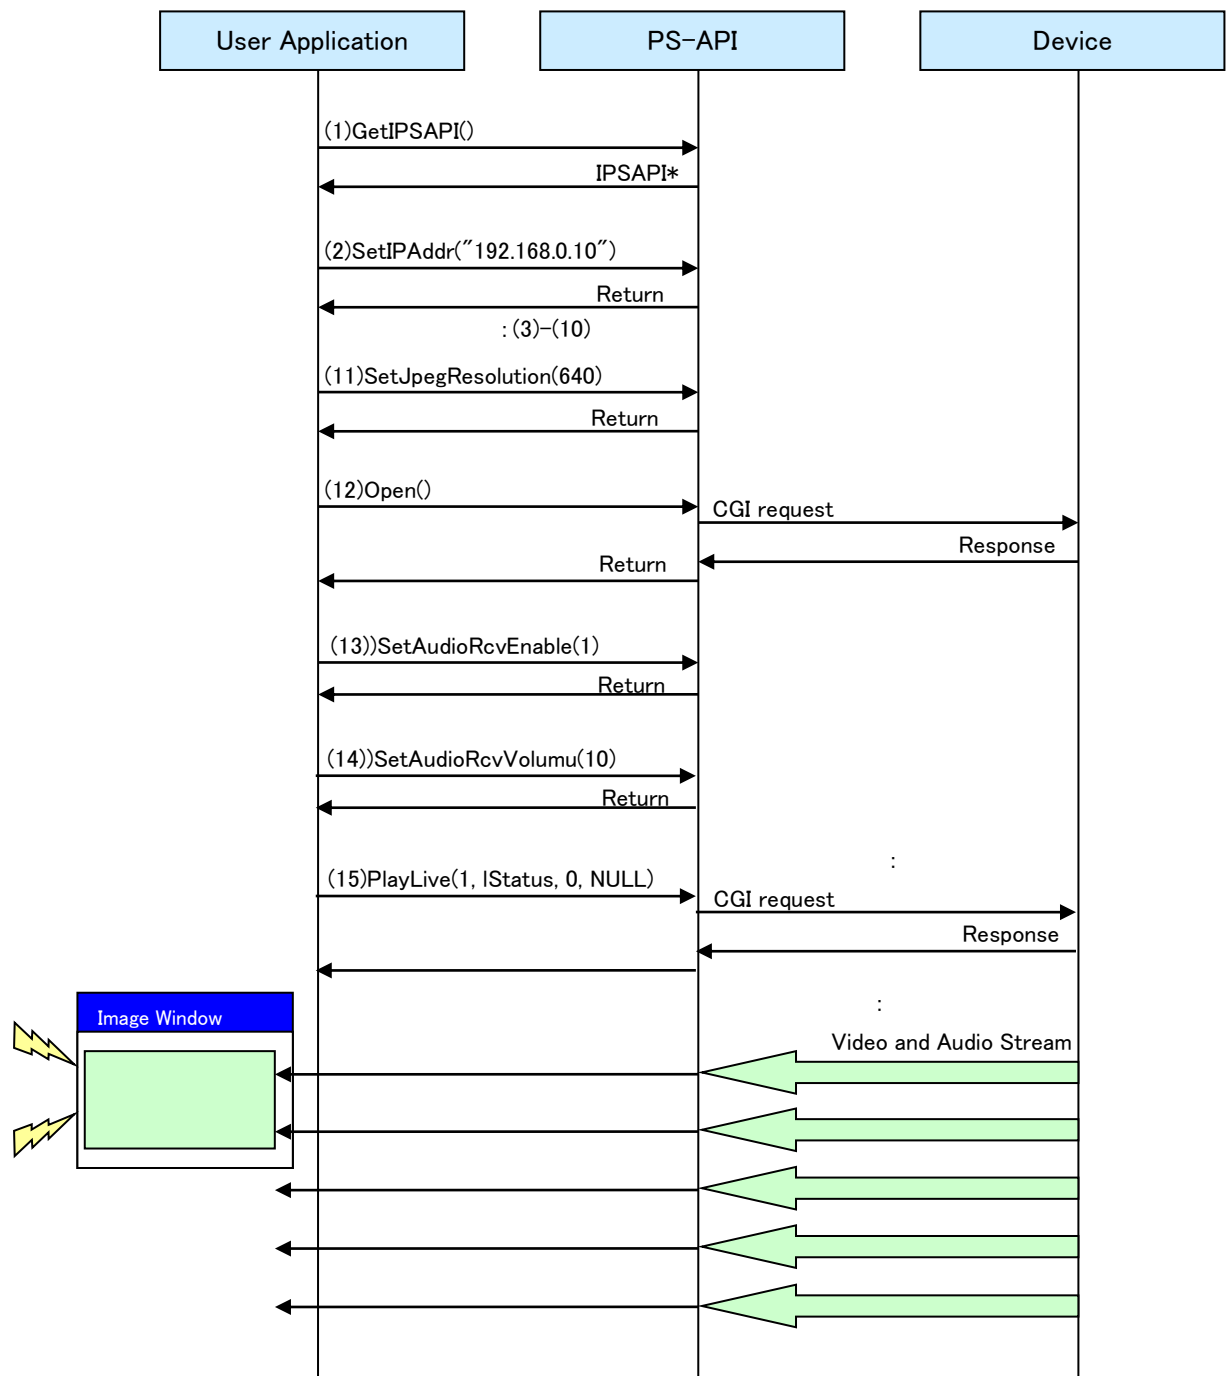 User Application
PS-API
Device
(1)GetIPSAPI()
IPSAPI*
(2)SetIPAddr("192.168.0.10")
Return
: (3)-(10)
(11)SetJpegResolution(640)
Return
(12)Open()
CGI request
Response
Return
(13))SetAudioRcvEnable(1)
Return
(14))SetAudioRcvVolumu(10)
Return
:
(15)PlayLive(1, lStatus, 0, NULL)
CGI request
Response
:
Image Window
Video and Audio Stream